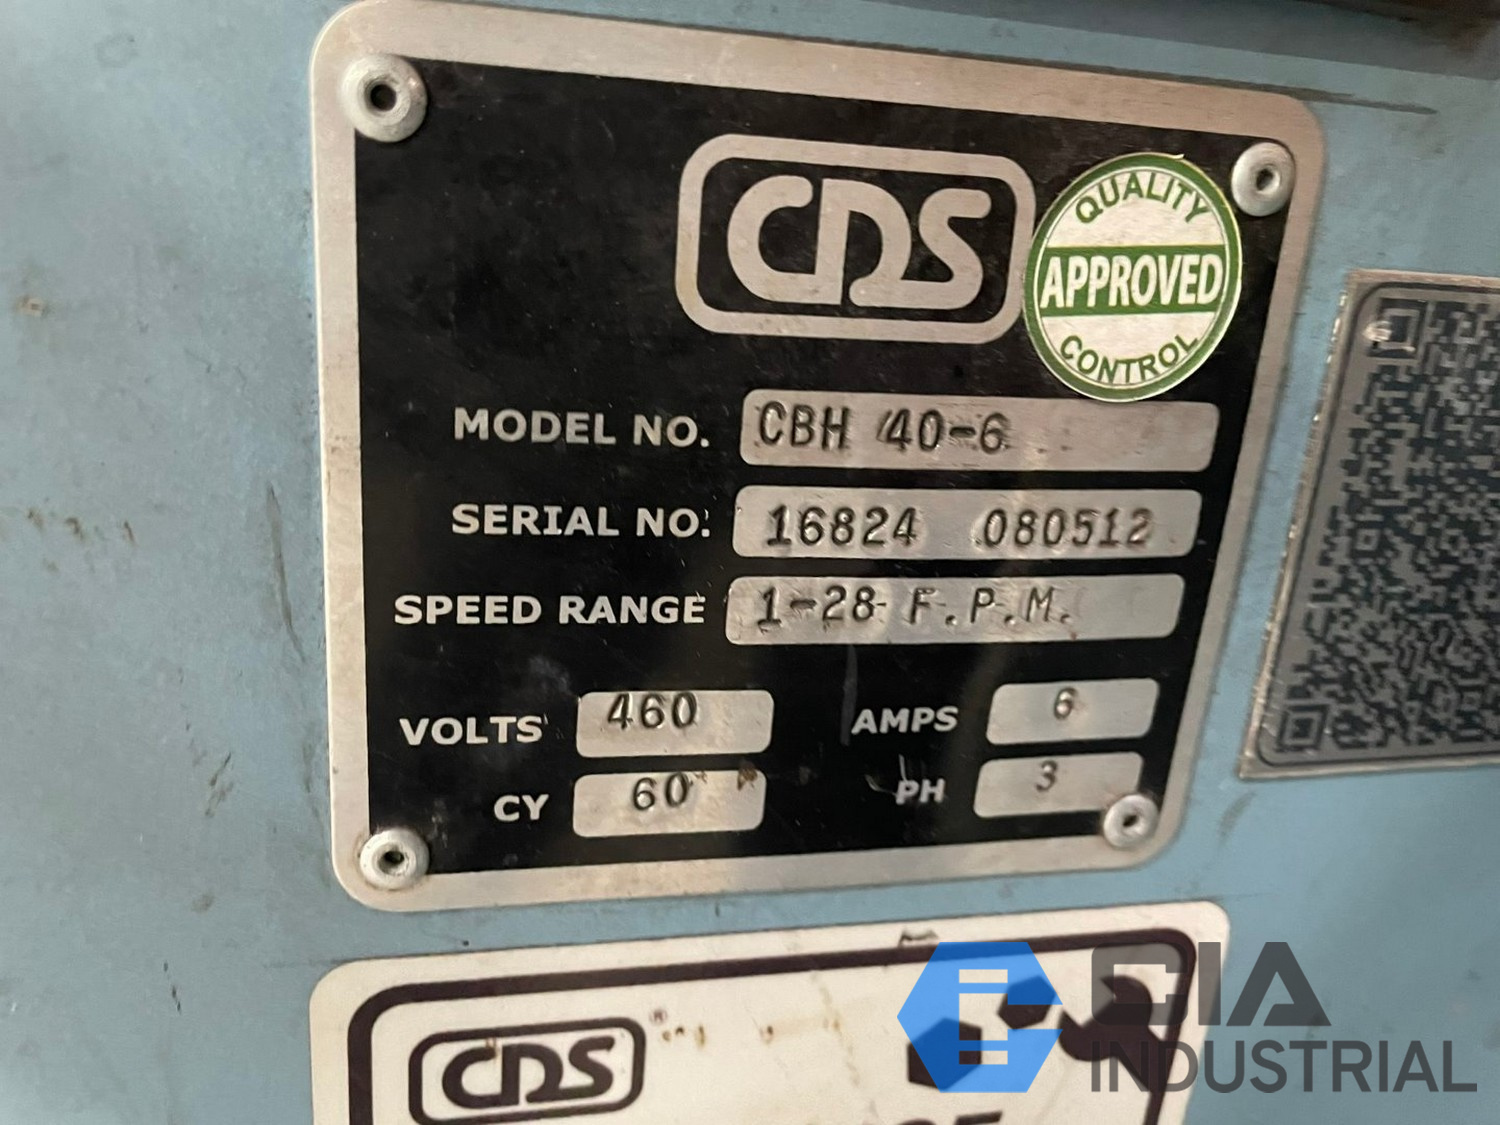 CDS
QUALITY
APPROVED
CONTROL
MODEL NO. CBH 40-6
SERIAL NO. 16824 080512
SPEED RANGE 1-28 F.P.M.
VOLTS 460 AMPS 6
CY 60 PH 3
CDS®
CIA
INDUSTRIAL